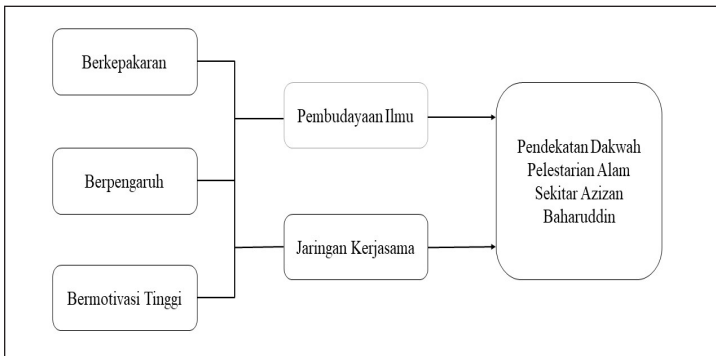 Berkepakaran
Berpengaruh
Bermotivasi Tinggi
Pembudayaan Ilmu
Jaringan Kerjasama
Pendekatan Dakwah
Pelestarian Alam
Sekitar Azizan
Baharuddin